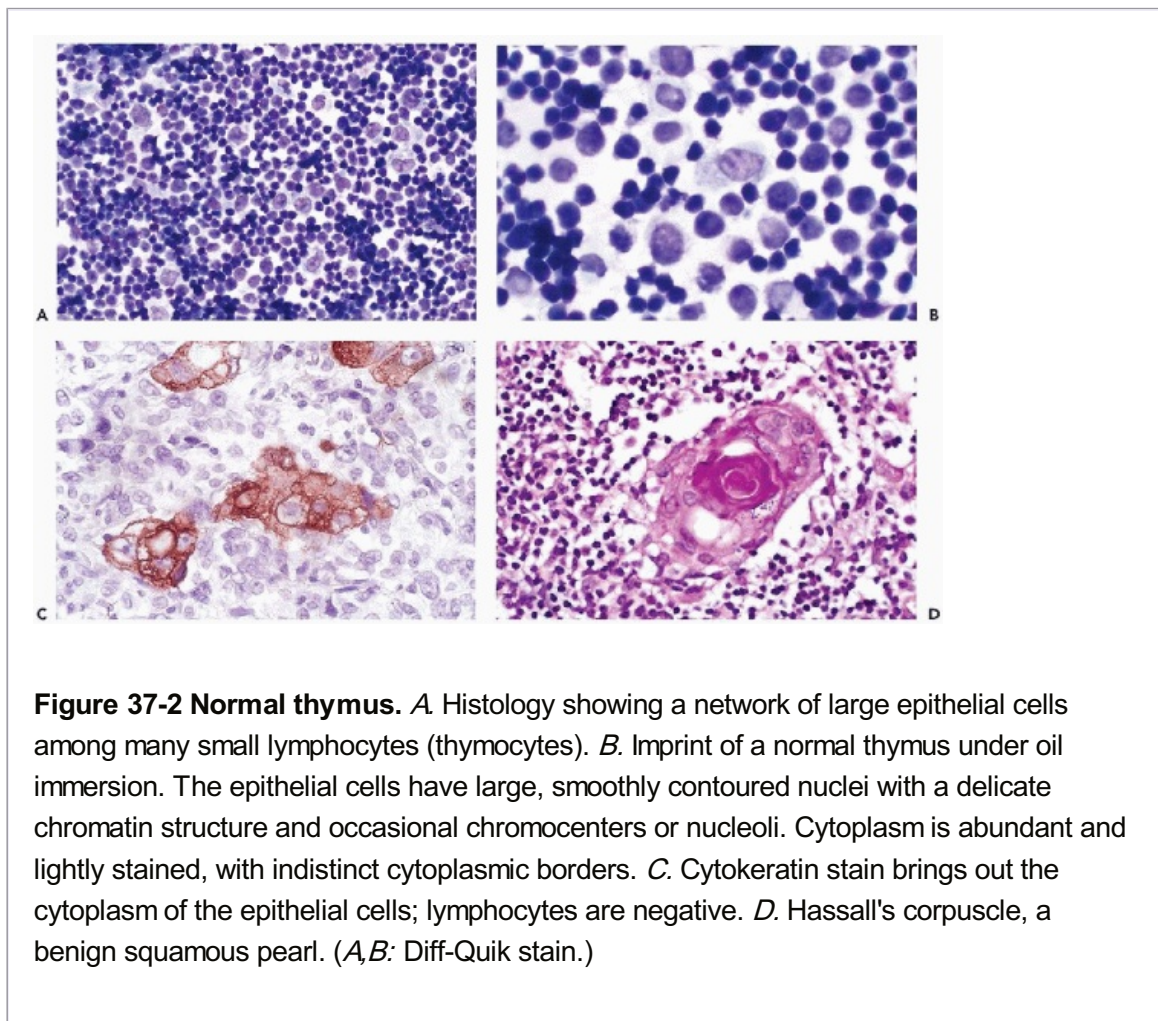 A
B
C
D
Figure 37-2 Normal thymus. A. Histology showing a network of large epithelial cells
among many small lymphocytes (thymocytes). B. Imprint of a normal thymus under oil
immersion. The epithelial cells have large, smoothly contoured nuclei with a delicate
chromatin structure and occasional chromocenters or nucleoli. Cytoplasm is abundant and
lightly stained, with indistinct cytoplasmic borders. C. Cytokeratin stain brings out the
cytoplasm of the epithelial cells; lymphocytes are negative. D. Hassall's corpuscle, a
benign squamous pearl. (A,B: Diff-Quik stain.)